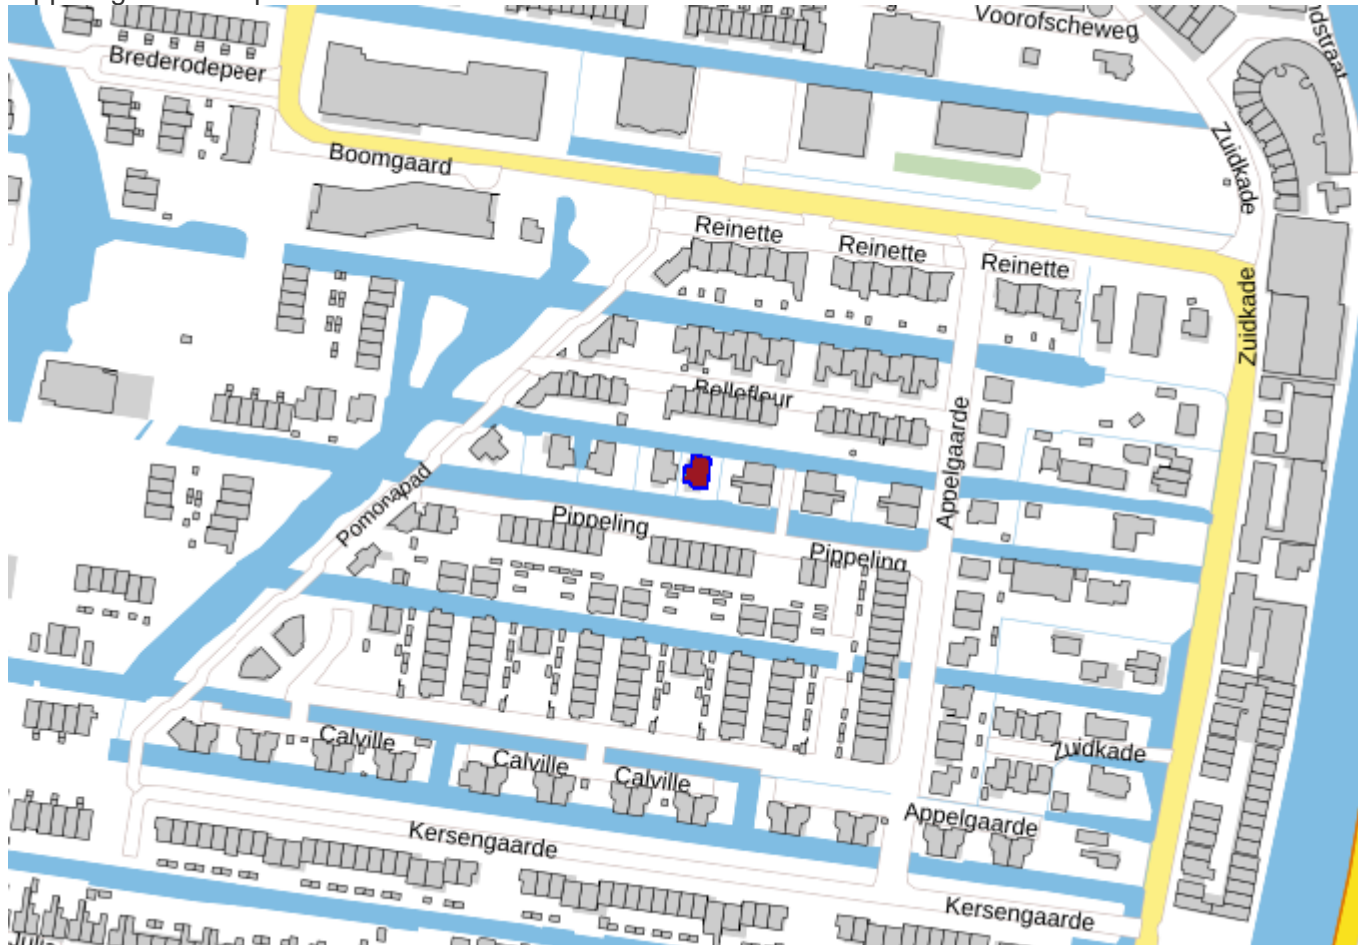 Voorofscheweg
Brederodepeer
Boomgaard
Zuidkade
Reinette
Reinette
Reinette
Zuidkade
Bellefleur
Appelgaarde
Pomonapad
Pippeling
Pippeling
Calville
Calville
Calville
Zuidkade
Appelgaarde
Kersengaarde
Kersengaarde